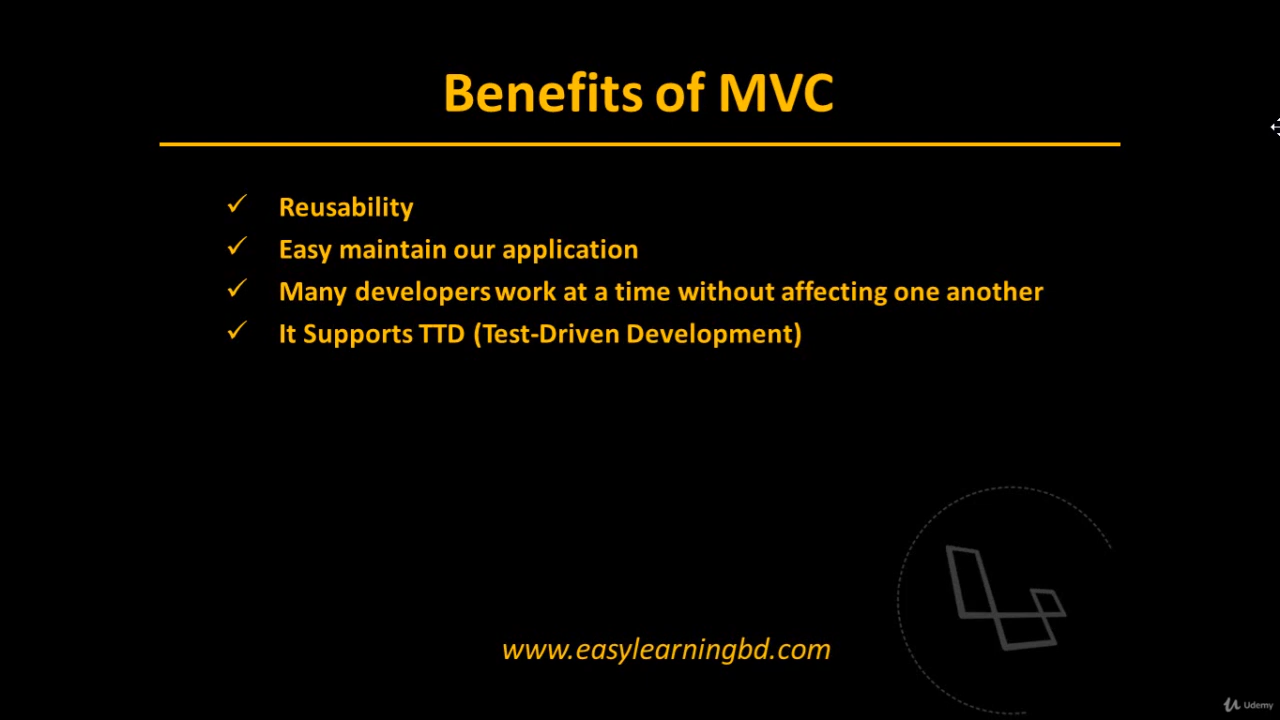 Benefits of MVC
✓ Reusability
✓ Easy maintain our application
✓ Many developers work at a time without affecting one another
✓ It Supports TTD (Test-Driven Development)
www.easylearningbd.com
Udemy